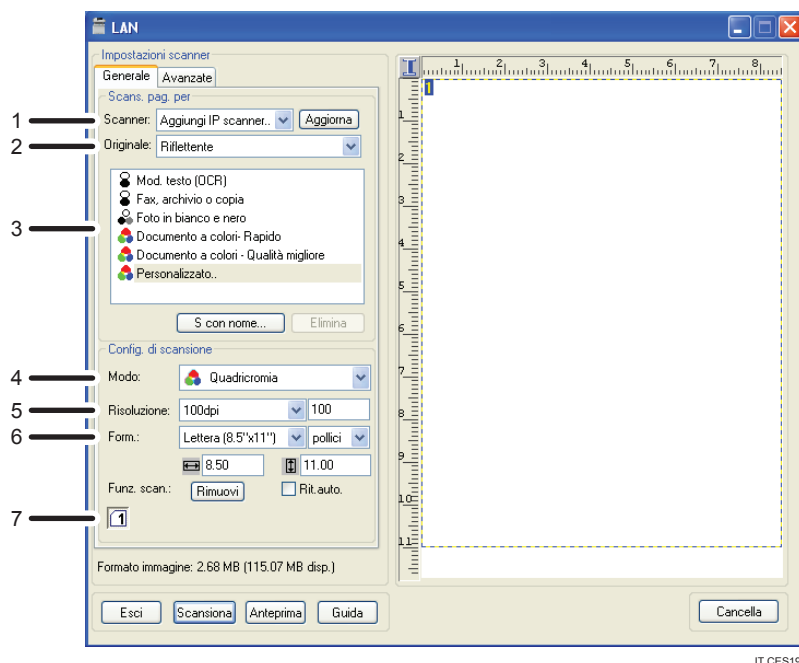 LAN
Impostazioni scanner
Generale Avanzate
Scans. pag. per
1 Scanner: Aggiungi IP scanner.. Aggiorna
2 Originale: Riflettente
3
Mod. testo (OCR)
Fax, archivio o copia
Foto in bianco e nero
Documento a colori- Rapido
Documento a colori - Qualità migliore
Personalizzato..
S con nome... Elimina
Config. di scansione
4 Modo: Quadricromia
5 Risoluzione: 100dpi 100
6 Form.: Lettera (8.5"x11") pollici
8.50 11.00
Funz. scan.: Rimuovi Rit.auto.
7 1
Formato immagine: 2.68 MB (115.07 MB disp.)
Esci Scansiona Anteprima Guida
1 2 3 4 5 6 7 8
1
1
2
3
4
5
6
7
8
9
10
11
Cancella
IT CES19